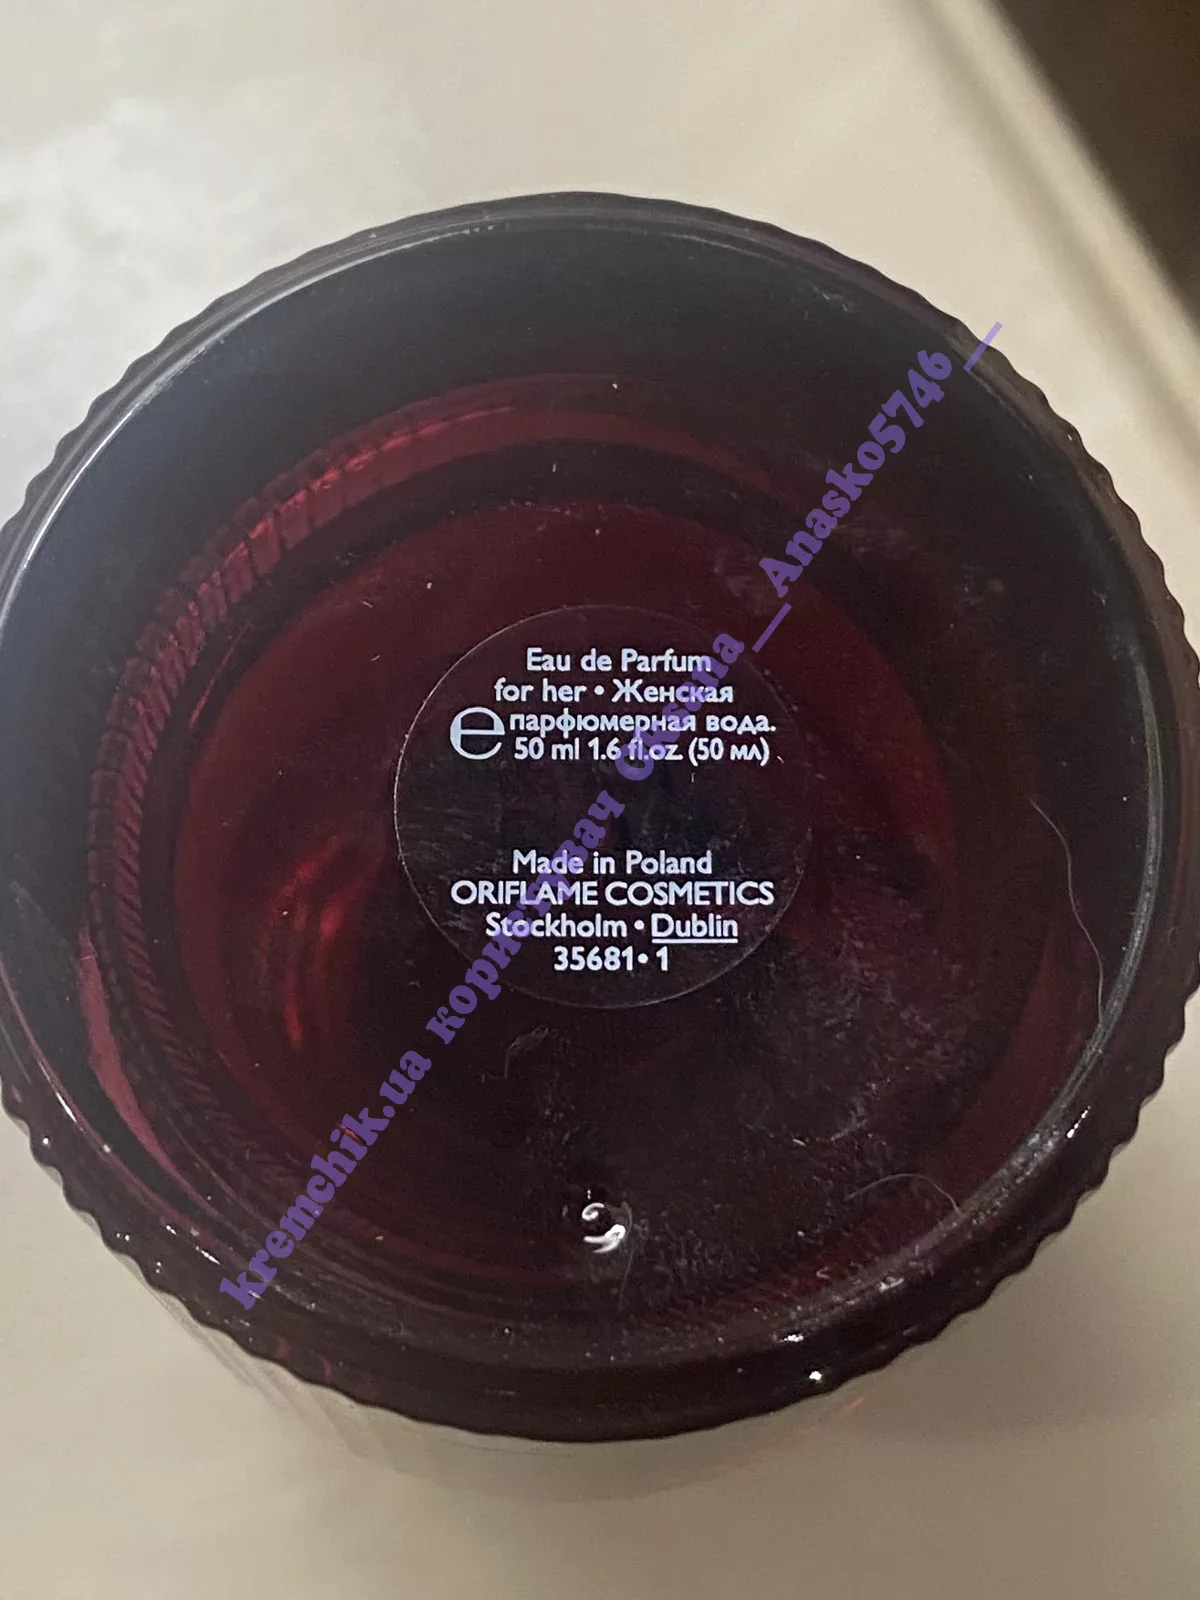 Eau de Parfum
for her • Женская
e парфюмерная вода.
50 ml 1.6 fl.oz. (50 мл)
Made in Poland
ORIFLAME COSMETICS
Stockholm • Dublin
35681• 1
kremchik.ua користувач Oksana__Anasko5746__